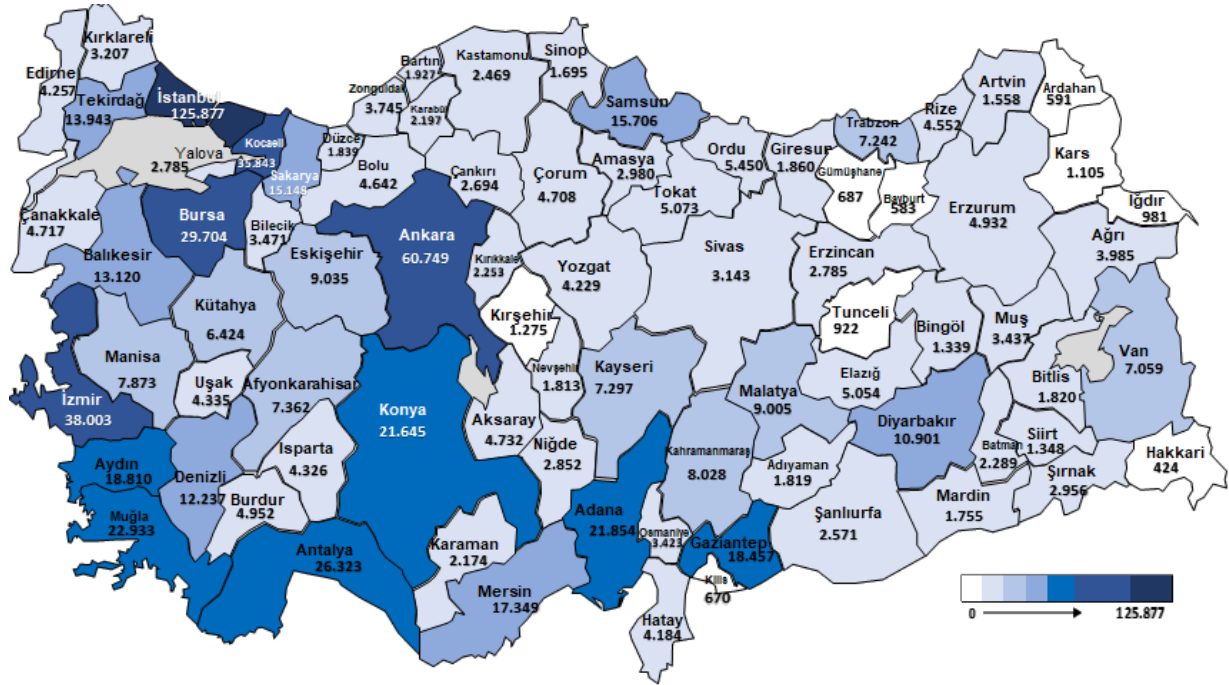 Kırklareli
3.207
Edirne
4.257
Tekirdağ
13.943
İstanbul
125.877
Yalova
2.785
Kocaeli
35.843
Sakarya
15.148
Düzce
1.839
Zonguldak
3.745
Bartın
1.927
Karabük
2.197
Kastamonu
2.469
Sinop
1.695
Samsun
15.706
Bolu
4.642
Çankırı
2.694
Çorum
4.708
Amasya
2.980
Tokat
5.073
Ordu
5.450
Giresun
1.860
Trabzon
7.242
Rize
4.552
Artvin
1.558
Ardahan
591
Kars
1.105
Iğdır
981
Gümüşhane
687
Bayburt
583
Erzurum
4.932
Ağrı
3.985
Çanakkale
4.717
Bursa
29.704
Bilecik
3.471
Balıkesir
13.120
Eskişehir
9.035
Ankara
60.749
Kırıkkale
2.253
Yozgat
4.229
Sivas
3.143
Erzincan
2.785
Tunceli
922
Bingöl
1.339
Muş
3.437
Van
7.059
Bitlis
1.820
Kütahya
6.424
Kırşehir
1.275
Nevşehir
1.813
Kayseri
7.297
Malatya
9.005
Elazığ
5.054
Diyarbakır
10.901
Batman
2.289
Siirt
1.348
Şırnak
2.956
Hakkari
424
Manisa
7.873
Uşak
4.335
Afyonkarahisar
7.362
İzmir
38.003
Konya
21.645
Aksaray
4.732
Niğde
2.852
Kahramanmaraş
8.028
Adıyaman
1.819
Mardin
1.755
Şanlıurfa
2.571
Aydın
18.810
Denizli
12.237
Isparta
4.326
Burdur
4.952
Muğla
22.933
Antalya
26.323
Karaman
2.174
Mersin
17.349
Adana
21.854
Osmaniye
3.423
Gaziantep
18.457
Kilis
670
Hatay
4.184
0
125.877